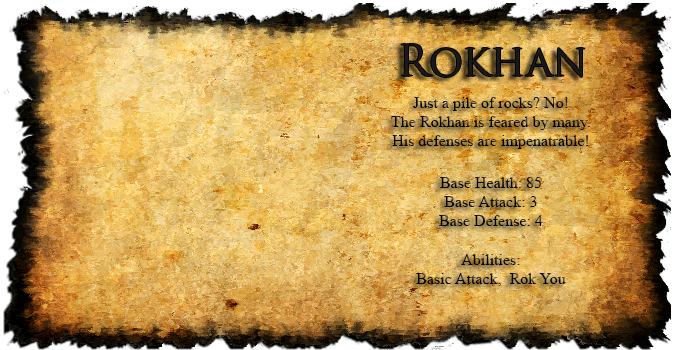 Rokhan
Just a pile of rocks? No!
The Rokhan is feared by many.
His defenses are impenatrable!
Base Health: 85
Base Attack: 3
Base Defense: 4
Abilities:
Basic Attack, Rok You